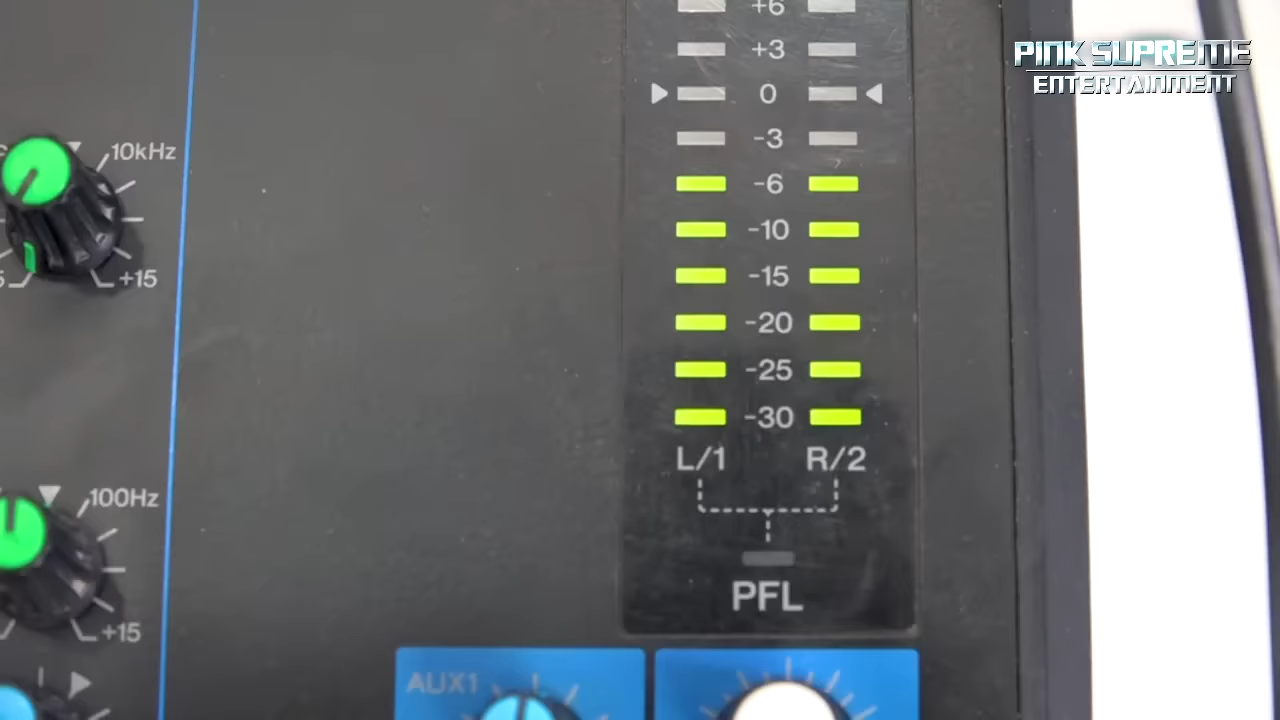 PINK SUPREME
ENTERTAINMENT
+6
+3
0
-3
-6
-10
-15
-20
-25
-30
L/1 R/2
PFL
10kHz
+15
100Hz
+15
AUX1